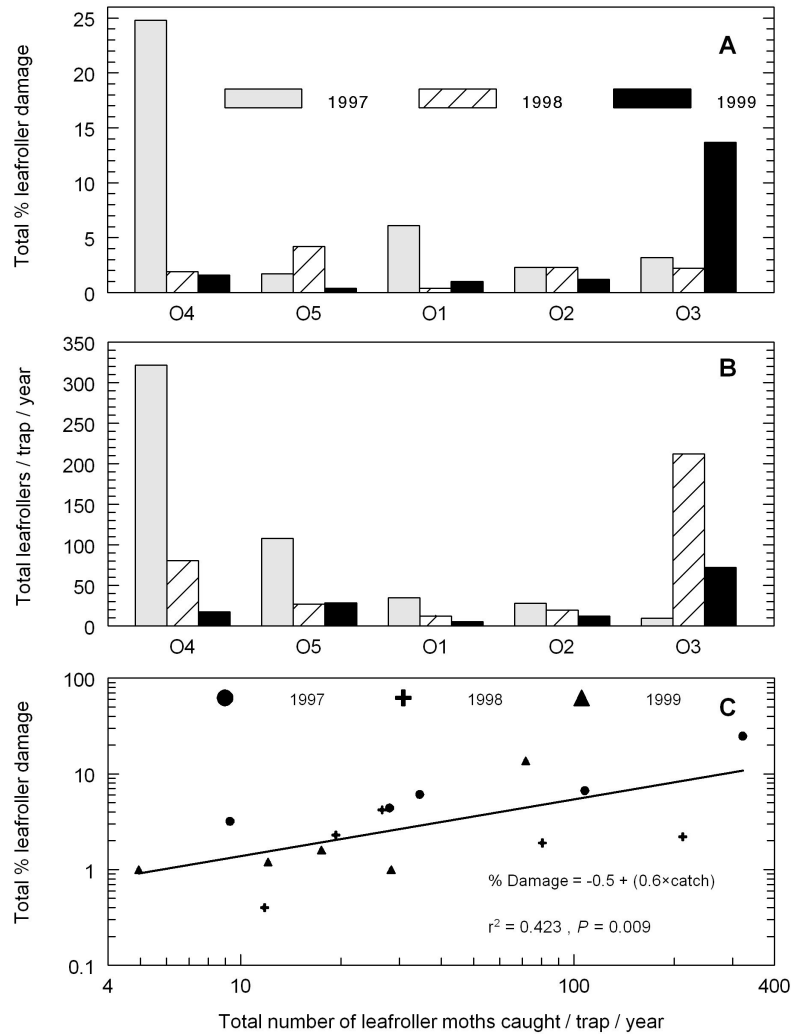 Total % leafroller damage
25
20
15
10
5
0
A
1997 1998 1999
O4 O5 O1 O2 O3
Total leafrollers / trap / year
350
300
250
200
150
100
50
0
B
O4 O5 O1 O2 O3
Total % leafroller damage
100
10
1
0.1
C
1997 1998 1999
% Damage = -0.5 + (0.6×catch)
r² = 0.423 , P = 0.009
4 10 100 400
Total number of leafroller moths caught / trap / year